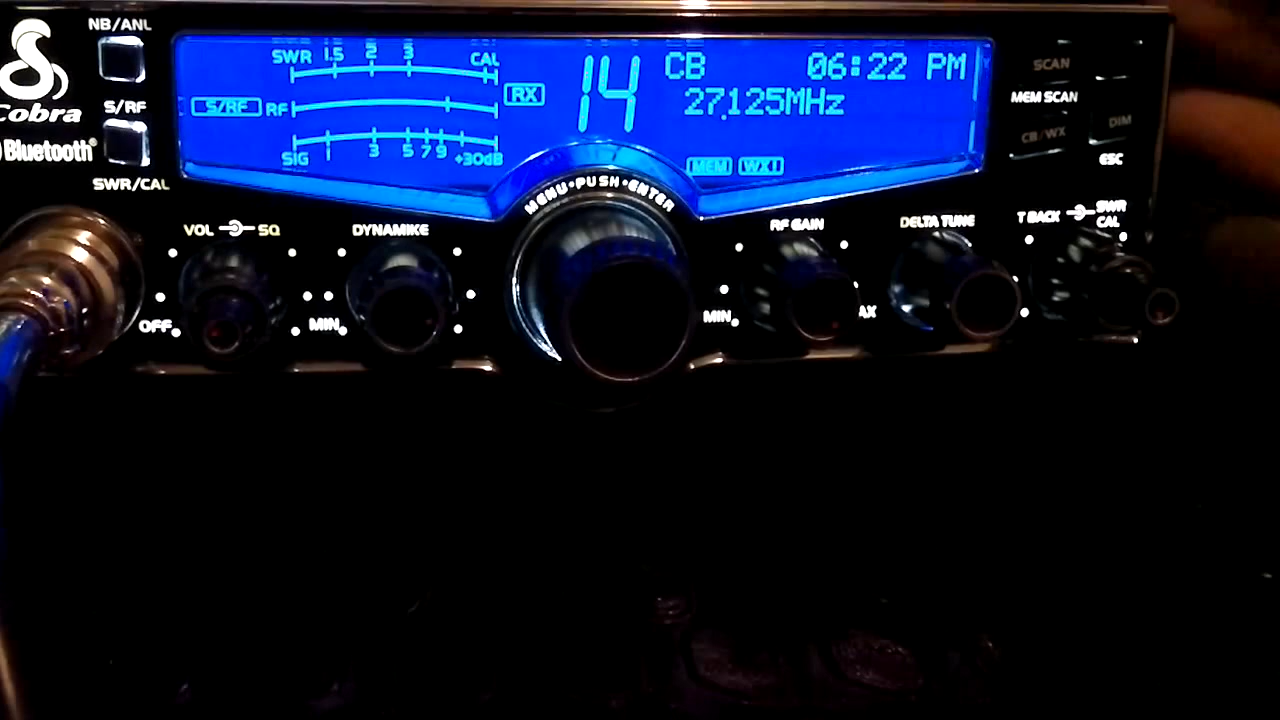 NB/ANL
Cobra
S/RF
Bluetooth®
SWR/CAL
SWR 1.5 2 3 CAL
S/RF RF
SIG 1 3 5 7 9 +30dB
RX
14
CB 06:22 PM
27.125MHz
MEM WX1
SCAN
MEM SCAN
CB/WX
DIM
ESC
MENU•PUSH•ENTER
VOL SQ
OFF
DYNAMIKE
MIN
RF GAIN
MIN
AX
DELTA TUNE
T BACK SWR
CAL